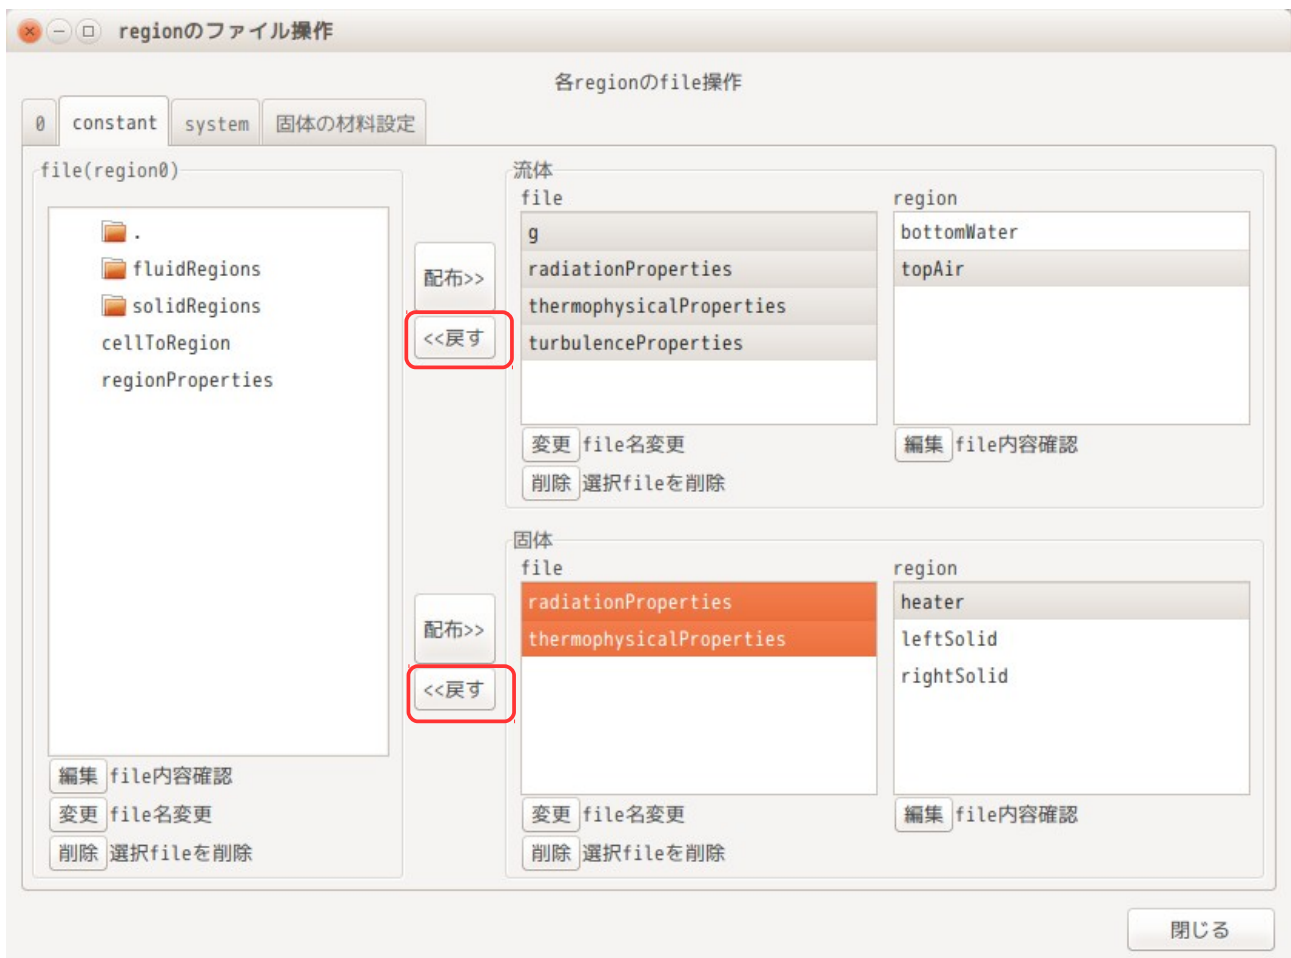 regionのファイル操作
各regionのfile操作
0 constant system 固体の材料設定
file(region0)
.
fluidRegions
solidRegions
cellToRegion
regionProperties
編集 file内容確認
変更 file名変更
削除 選択fileを削除
配布>>
<<戻す
配布>>
<<戻す
流体
file
g
radiationProperties
thermophysicalProperties
turbulenceProperties
変更 file名変更
削除 選択fileを削除
region
bottomWater
topAir
編集 file内容確認
固体
file
radiationProperties
thermophysicalProperties
変更 file名変更
削除 選択fileを削除
region
heater
leftSolid
rightSolid
編集 file内容確認
閉じる